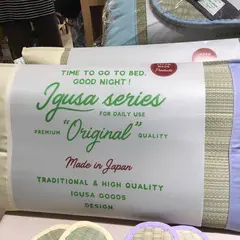 TIME TO GO TO BED.
GOOD NIGHT!
Igusa series
FOR DAILY USE
PREMIUM "Original" QUALITY
Made in Japan
TRADITIONAL & HIGH QUALITY
IGUSA GOODS
DESIGN